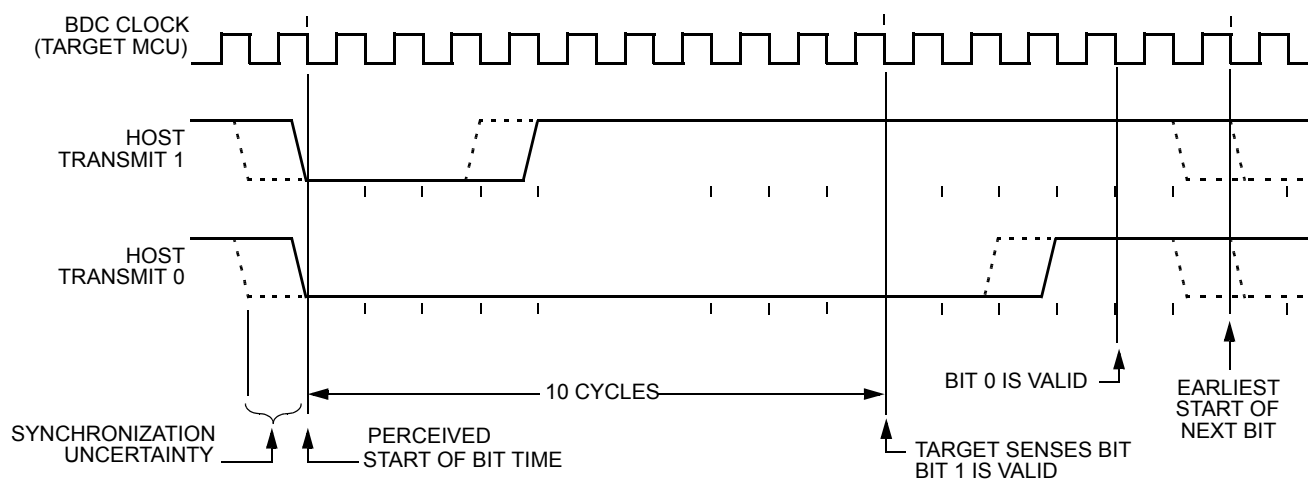 BDC CLOCK
(TARGET MCU)
HOST
TRANSMIT 1
HOST
TRANSMIT 0
10 CYCLES
BIT 0 IS VALID
EARLIEST
START OF
NEXT BIT
SYNCHRONIZATION
UNCERTAINTY
PERCEIVED
START OF BIT TIME
TARGET SENSES BIT
BIT 1 IS VALID